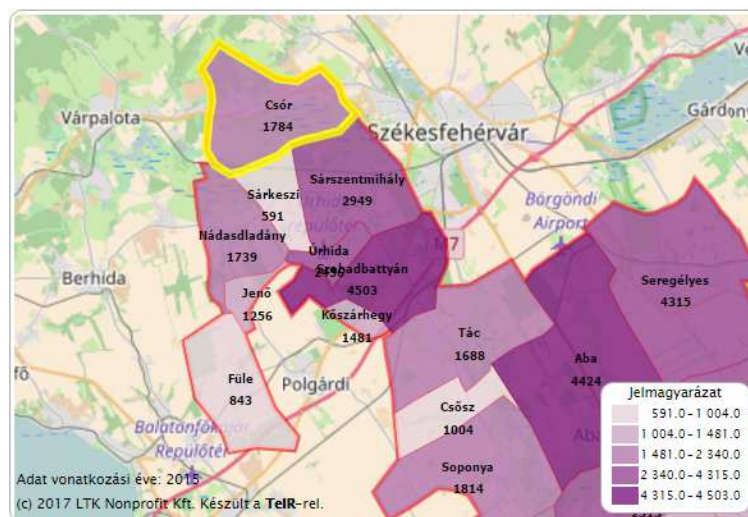 Csór
1784
Várpalota
Székesfehérvár
Gárdony
Sárszentmihály
2949
Sárkeszi
591
Börgöndi
Airport
Nádasdladány
1739
Úrhida
M7
Szabadbattyán
4503
Berhida
Seregélyes
4315
Jenő
1256
Kőszárhegy
1481
Tác
1688
Aba
4424
Füle
843
Polgárdi
Csősz
1004
Soponya
1814
Repülőtér
Jelmagyarázat
591.0-1 004.0
1 004.0-1 481.0
1 481.0-2 340.0
2 340.0-4 315.0
4 315.0-4 503.0
Adat vonatkozási éve: 2015
(c) 2017 LTK Nonprofit Kft. Készült a TeIR-rel.